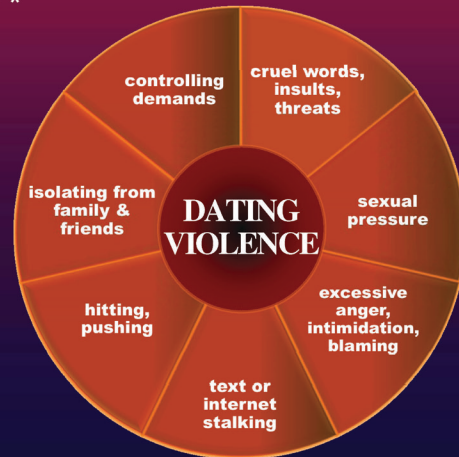 DATING
VIOLENCE
cruel words,
insults,
threats
sexual
pressure
excessive
anger,
intimidation,
blaming
text or
internet
stalking
hitting,
pushing
isolating from
family &
friends
controlling
demands